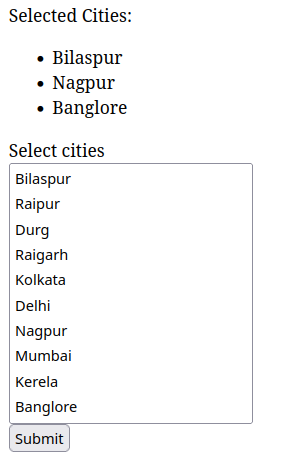 Selected Cities:
Bilaspur
Nagpur
Banglore
Select cities
Bilaspur
Raipur
Durg
Raigarh
Kolkata
Delhi
Nagpur
Mumbai
Kerela
Banglore
Submit